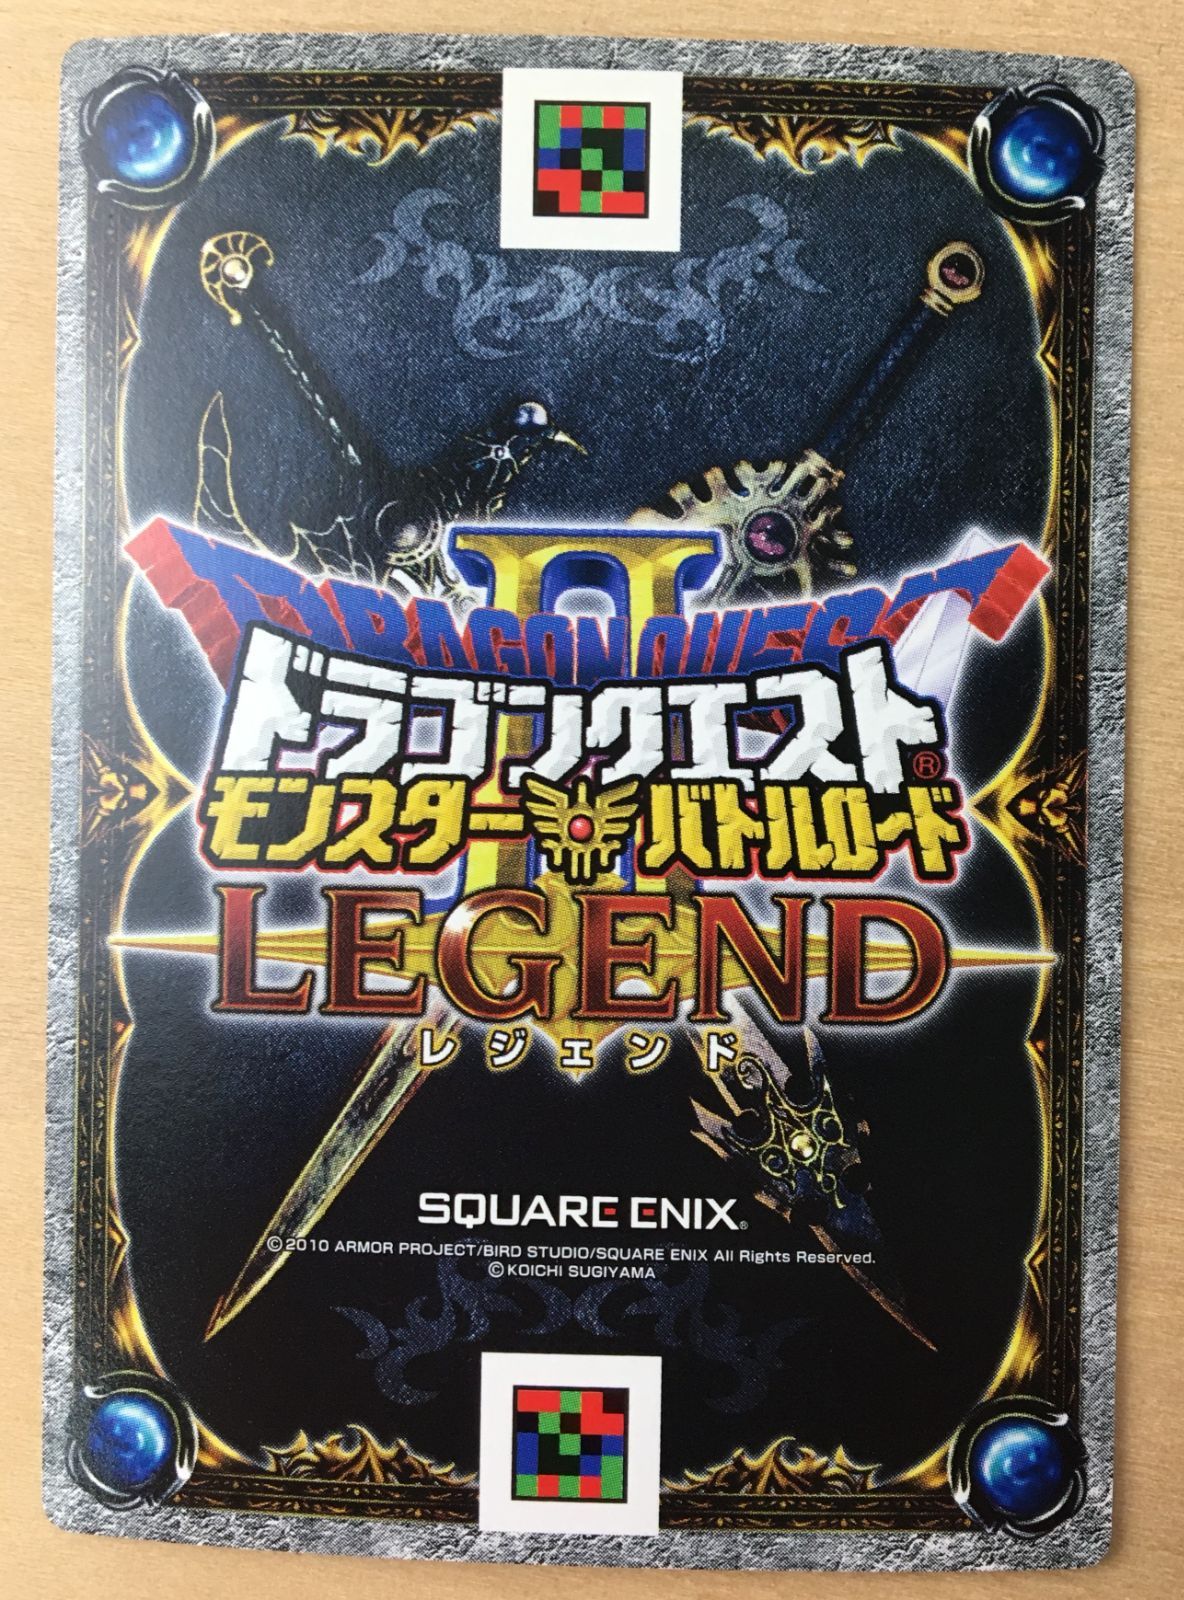 II
DRAGON QUEST
ドラゴンクエスト®
モンスターバトルロード
LEGEND
レジェンド
SQUARE ENIX®
©2010 ARMOR PROJECT/BIRD STUDIO/SQUARE ENIX All Rights Reserved.
©KOICHI SUGIYAMA